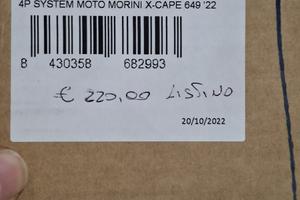 4P SYSTEM MOTO MORINI X-CAPE 649 '22
8 430358 682993
€ 220,00 LISTINO
20/10/2022